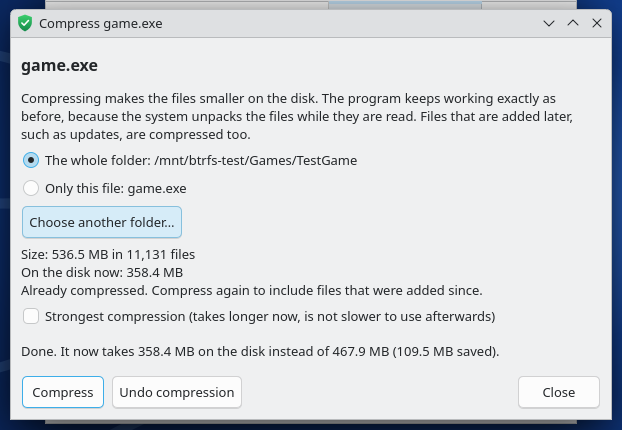 Compress game.exe
game.exe
Compressing makes the files smaller on the disk. The program keeps working exactly as
before, because the system unpacks the files while they are read. Files that are added later,
such as updates, are compressed too.
The whole folder: /mnt/btrfs-test/Games/TestGame
Only this file: game.exe
Choose another folder...
Size: 536.5 MB in 11,131 files
On the disk now: 358.4 MB
Already compressed. Compress again to include files that were added since.
Strongest compression (takes longer now, is not slower to use afterwards)
Done. It now takes 358.4 MB on the disk instead of 467.9 MB (109.5 MB saved).
Compress
Undo compression
Close